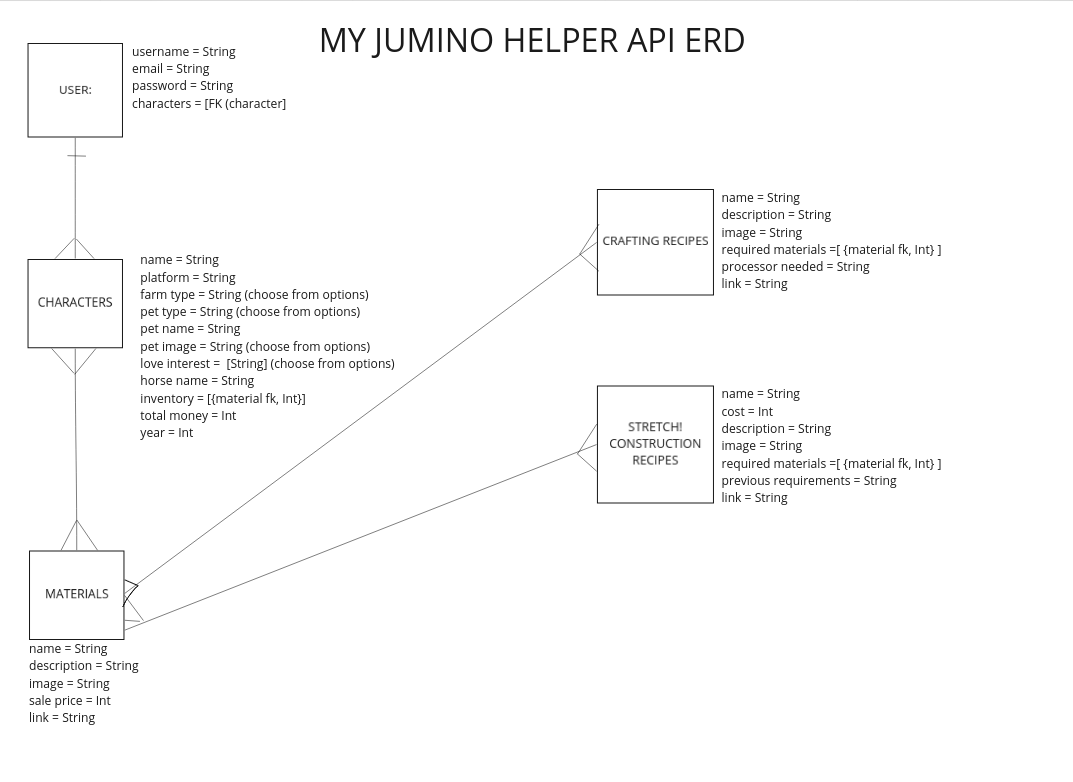 MY JUMINO HELPER API ERD
USER:
username = String
email = String
password = String
characters = [FK (character]
CHARACTERS
name = String
platform = String
farm type = String (choose from options)
pet type = String (choose from options)
pet name = String
pet image = String (choose from options)
love interest =  [String] (choose from options)
horse name = String
inventory = [{material fk, Int}]
total money = Int
year = Int
MATERIALS
name = String
description = String
image = String
sale price = Int
link = String
CRAFTING RECIPES
name = String
description = String
image = String
required materials =[ {material fk, Int} ]
processor needed = String
link = String
STRETCH!
CONSTRUCTION
RECIPES
name = String
cost = Int
description = String
image = String
required materials =[ {material fk, Int} ]
previous requirements = String
link = String